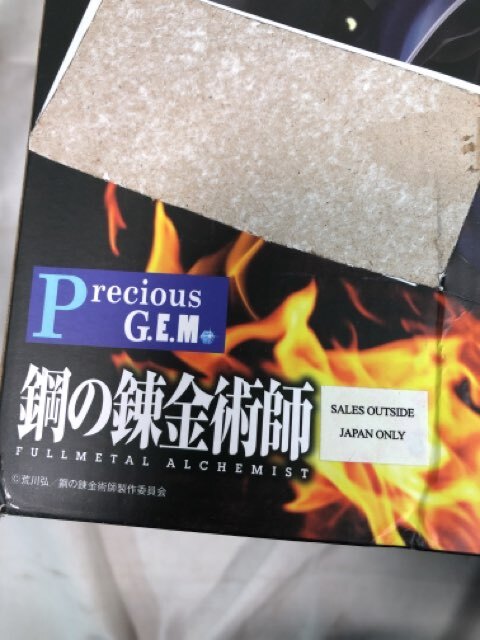 Precious
G.E.M.
鋼の錬金術師
FULLMETAL ALCHEMIST
SALES OUTSIDE
JAPAN ONLY
©荒川弘／鋼の錬金術師製作委員会